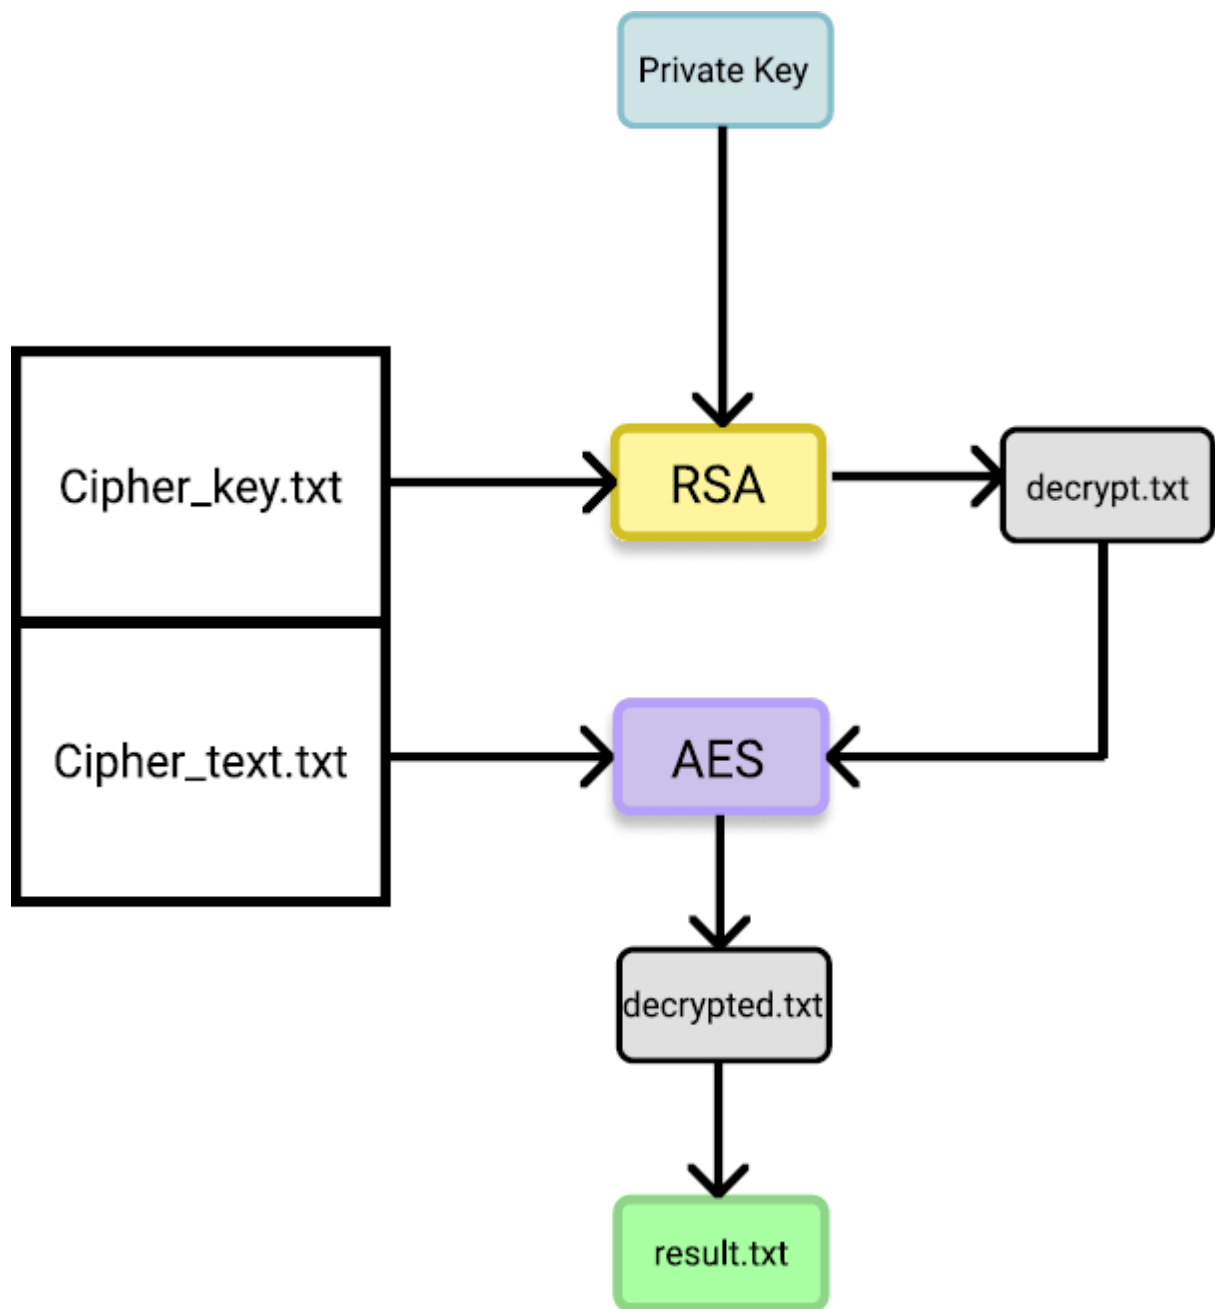 Private Key
Cipher_key.txt
RSA
decrypt.txt
Cipher_text.txt
AES
decrypted.txt
result.txt